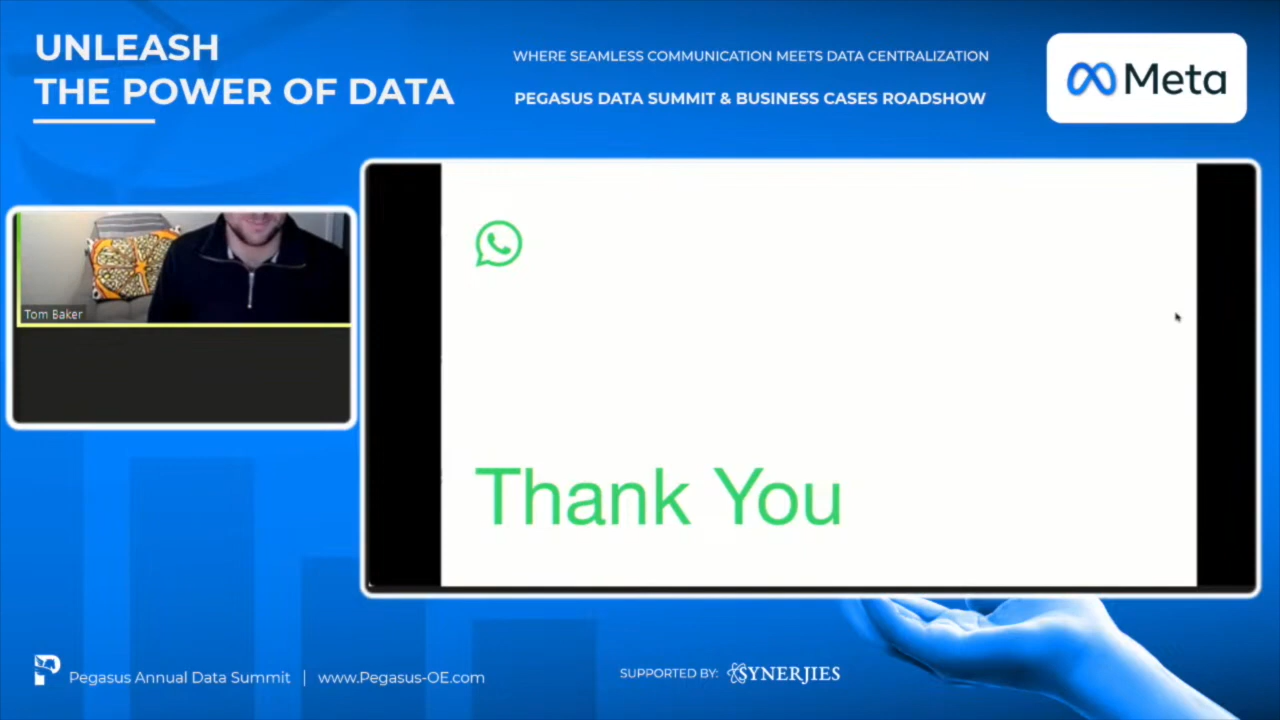 UNLEASH
THE POWER OF DATA
WHERE SEAMLESS COMMUNICATION MEETS DATA CENTRALIZATION
PEGASUS DATA SUMMIT & BUSINESS CASES ROADSHOW
Meta
Tom Baker
Thank You
Pegasus Annual Data Summit | www.Pegasus-OE.com
SUPPORTED BY: SYNERJIES